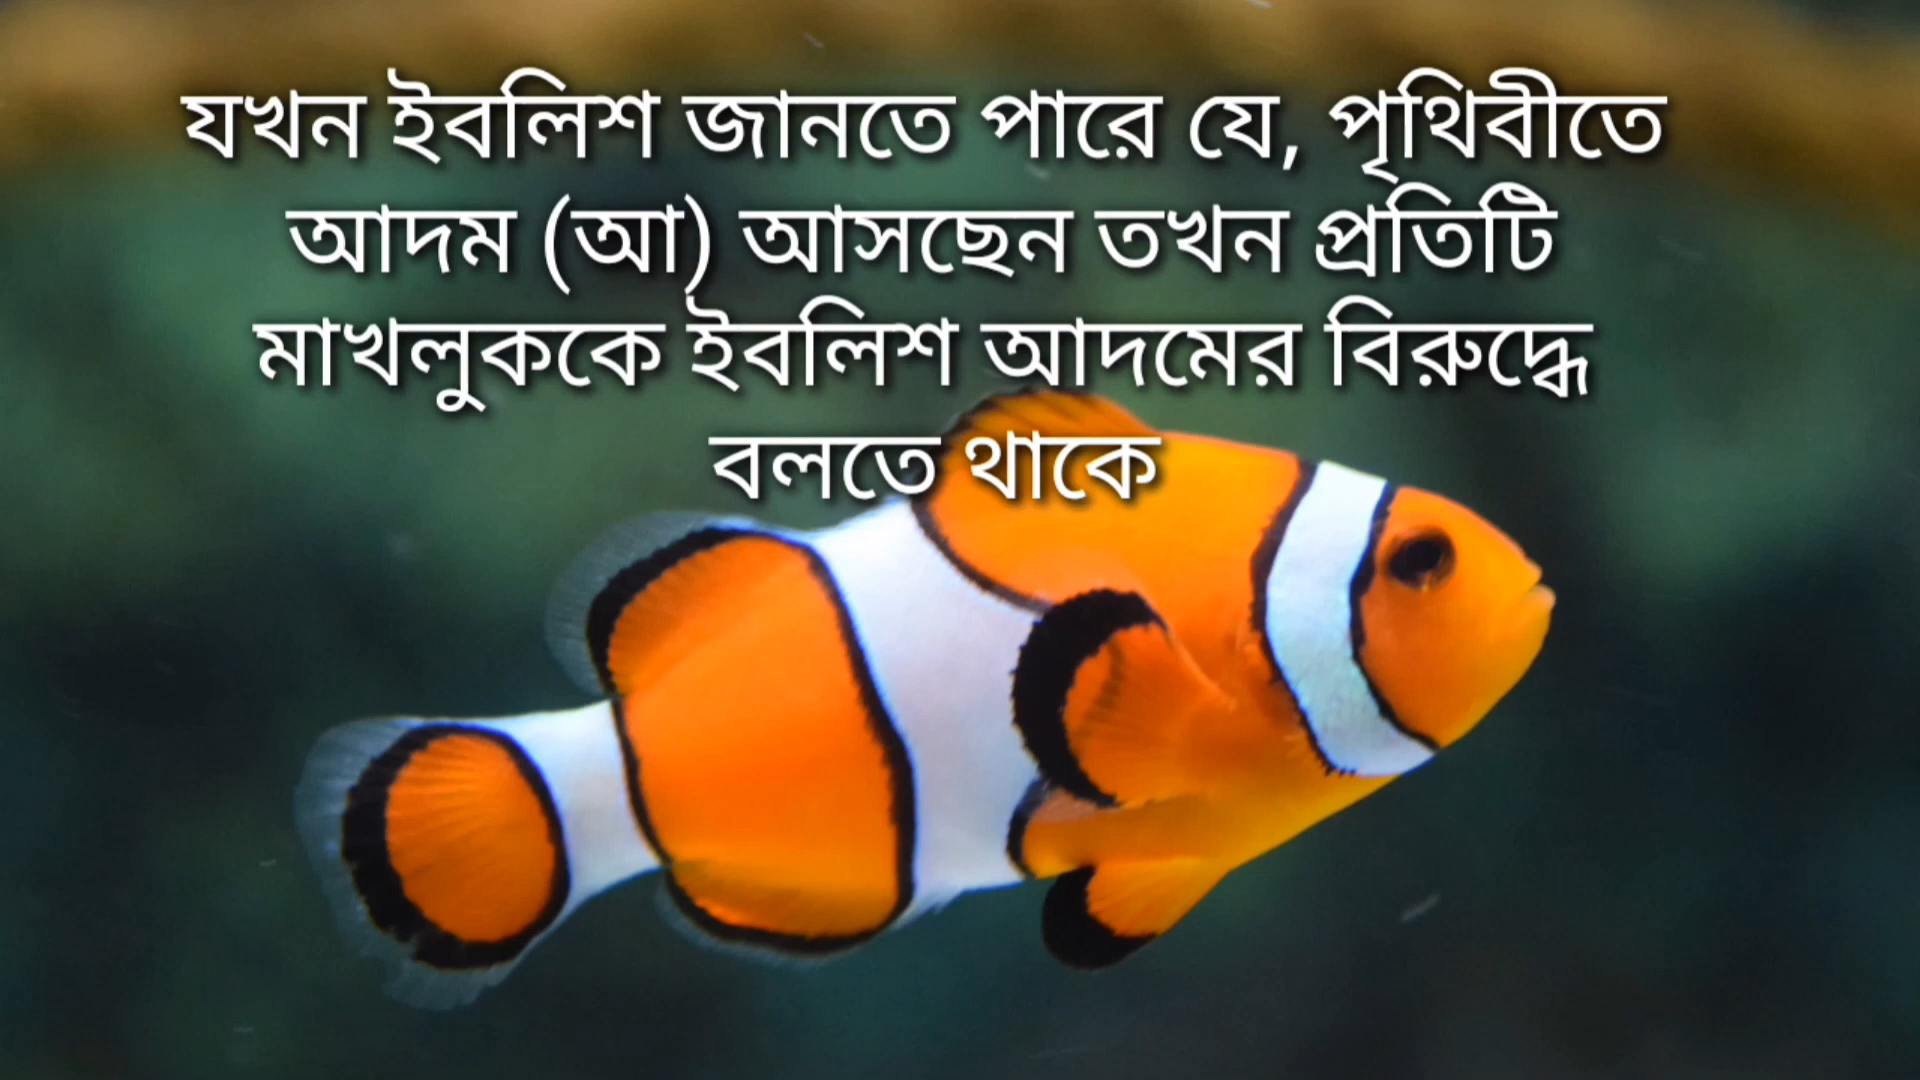 যখন ইবলিশ জানতে পারে যে, পৃথিবীতে
আদম (আ) আসছেন তখন প্রতিটি
মাখলুককে ইবলিশ আদমের বিরুদ্ধে
বলতে থাকে